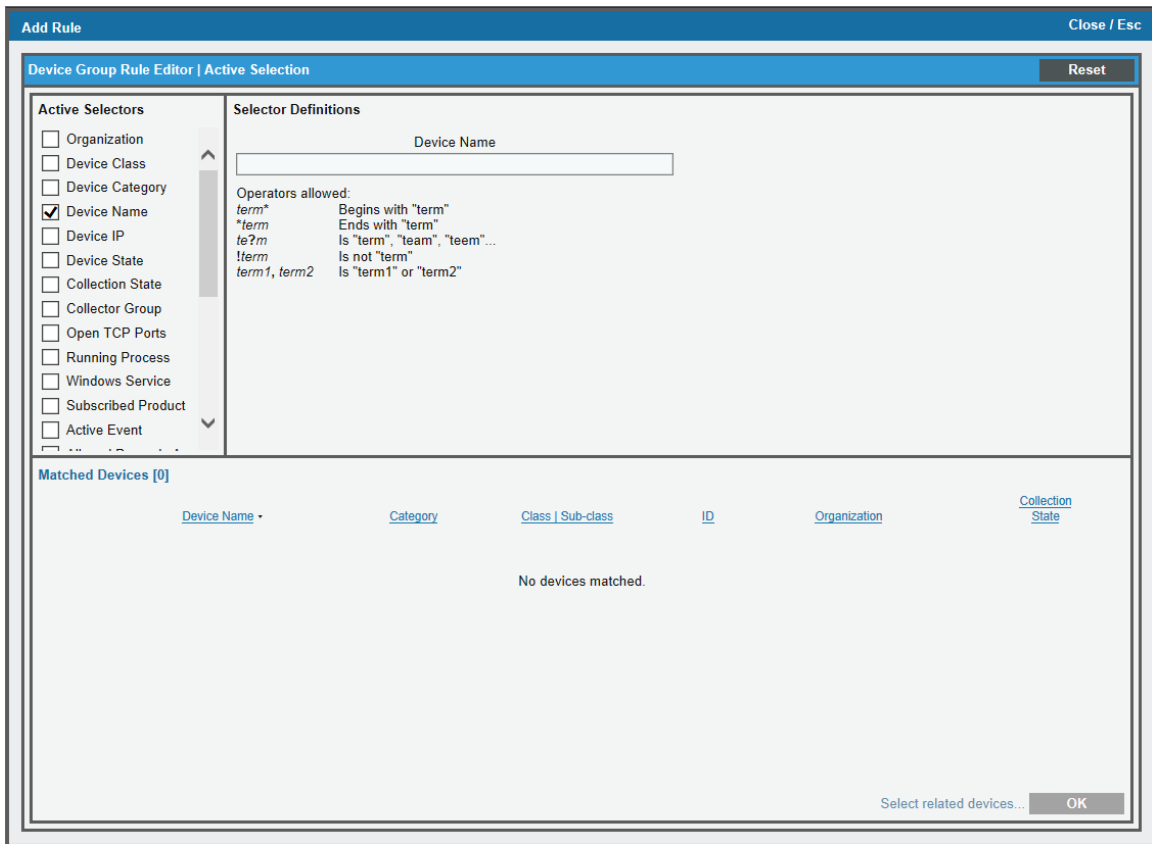 Add Rule
Close / Esc
Device Group Rule Editor | Active Selection
Reset
Active Selectors
Organization
Device Class
Device Category
Device Name
Device IP
Device State
Collection State
Collector Group
Open TCP Ports
Running Process
Windows Service
Subscribed Product
Active Event
Selector Definitions
Device Name
Operators allowed:
term* Begins with "term"
*term Ends with "term"
te?m Is "term", "team", "teem"...
!term Is not "term"
term1, term2 Is "term1" or "term2"
Matched Devices [0]
Device Name
Category
Class | Sub-class
ID
Organization
Collection
State
No devices matched.
Select related devices...
OK